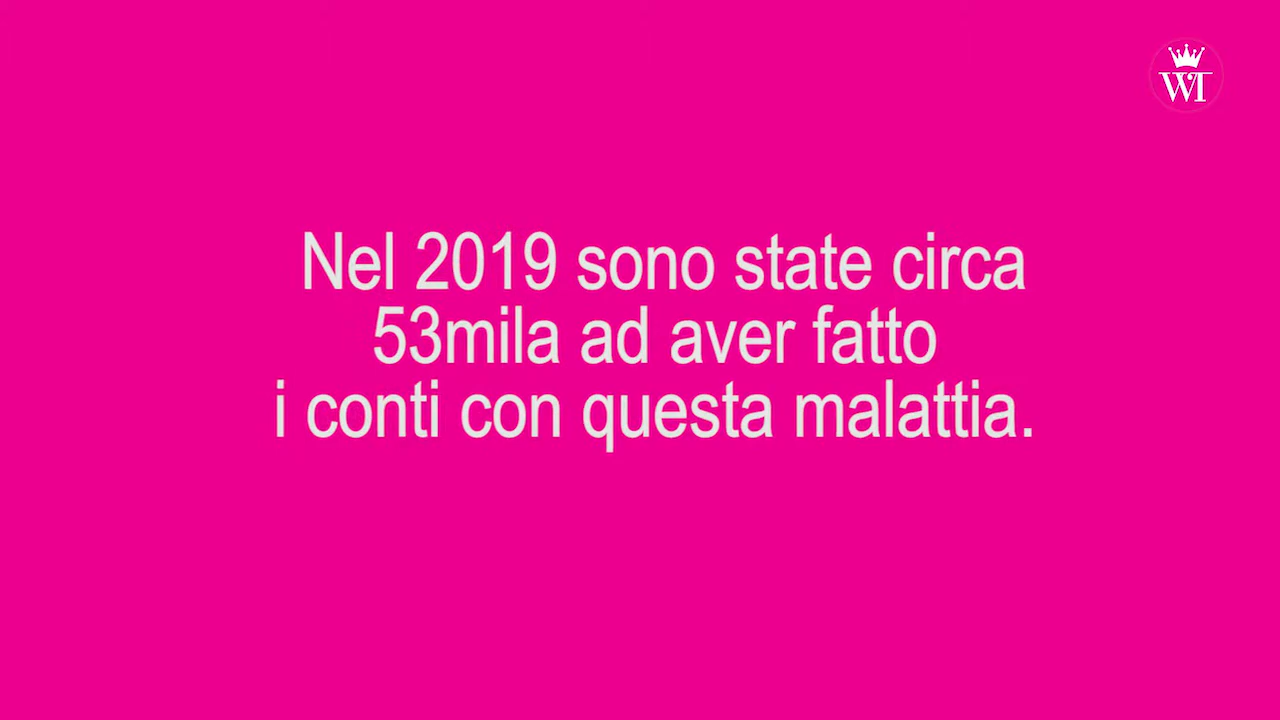 WT
Nel 2019 sono state circa
53mila ad aver fatto
i conti con questa malattia.